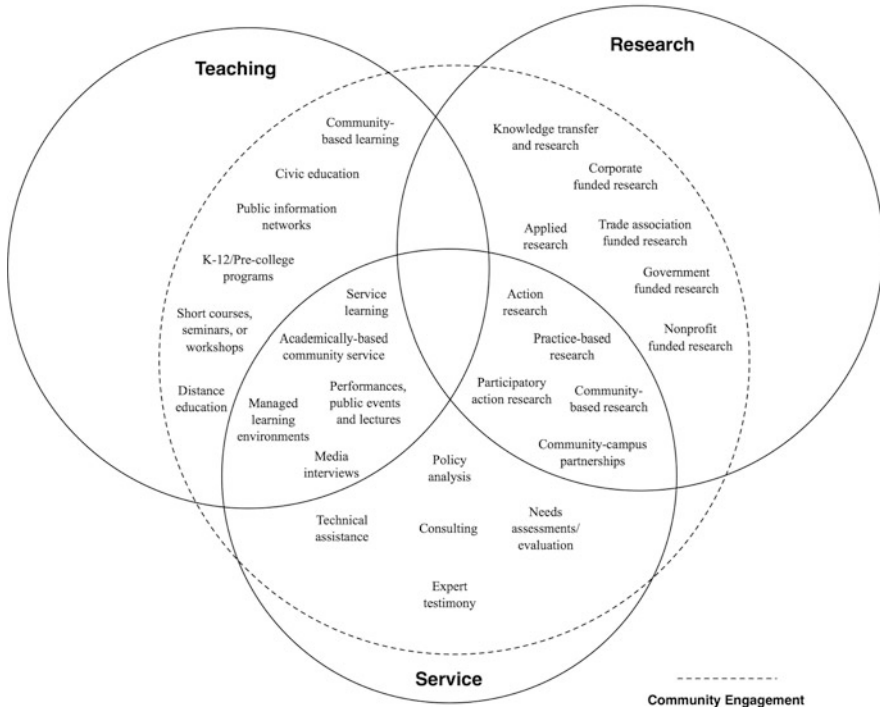 Teaching
Research
Community-
based learning
Civic education
Public information
networks
K-12/Pre-college
programs
Short courses,
seminars, or
workshops
Distance
education
Service
learning
Academically-based
community service
Managed
learning
environments
Performances,
public events
and lectures
Media
interviews
Knowledge transfer
and research
Corporate
funded research
Applied
research
Trade association
funded research
Government
funded research
Nonprofit
funded research
Action
research
Practice-based
research
Participatory
action research
Community-
based research
Community-campus
partnerships
Policy
analysis
Technical
assistance
Consulting
Needs
assessments/
evaluation
Expert
testimony
Service
Community Engagement